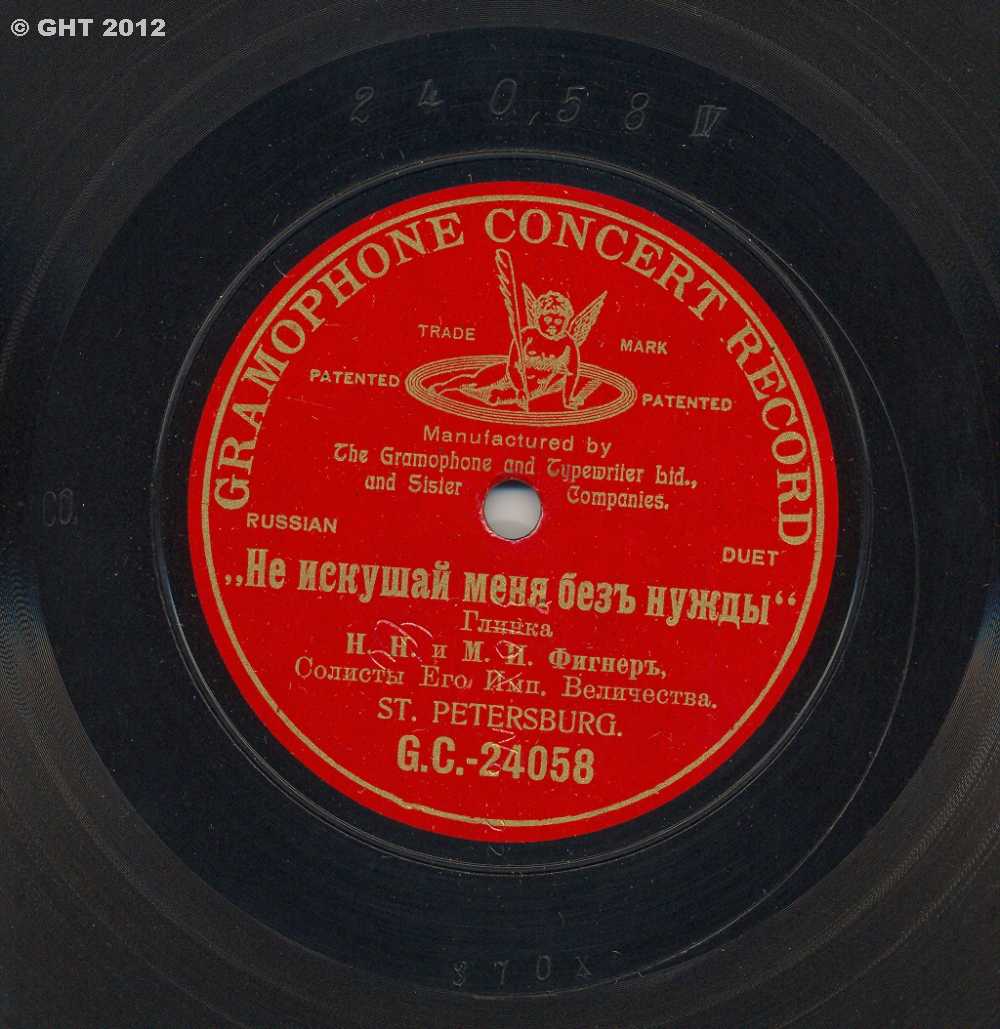 © GHT 2012
24058 IV
GRAMOPHONE CONCERT RECORD
TRADE MARK
PATENTED PATENTED
Manufactured by
The Gramophone and Typewriter Ltd.,
and Sister Companies.
RUSSIAN
DUET
„Не искушай меня безъ нужды“
Глинка
Н. Н. и М. И. Фигнеръ,
Солисты Его Имп. Величества.
ST. PETERSBURG.
G.C.-24058
370X